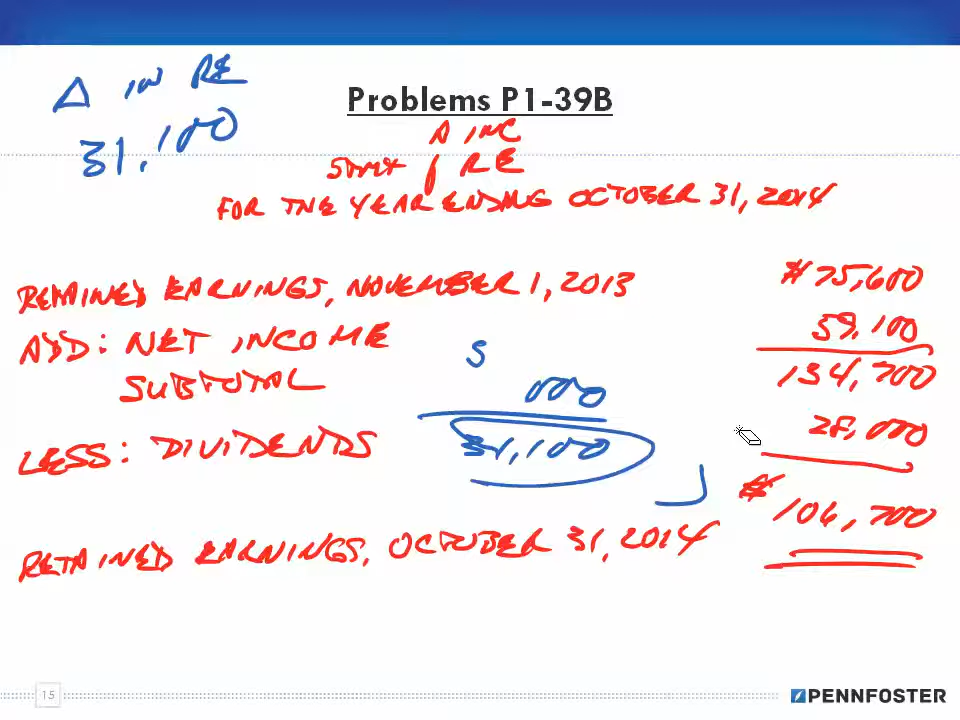 Δ IN RE
31,100
Problems P1-39B
A INC
STMT of RE
FOR THE YEAR ENDING OCTOBER 31, 2014
RETAINED EARNINGS, NOVEMBER 1, 2013 $75,600
ADD: NET INCOME 59,100
SUBTOTAL 134,700
5
000
LESS: DIVIDENDS 28,000
31,100
$106,700
RETAINED EARNINGS, OCTOBER 31, 2014
15
PENNFOSTER